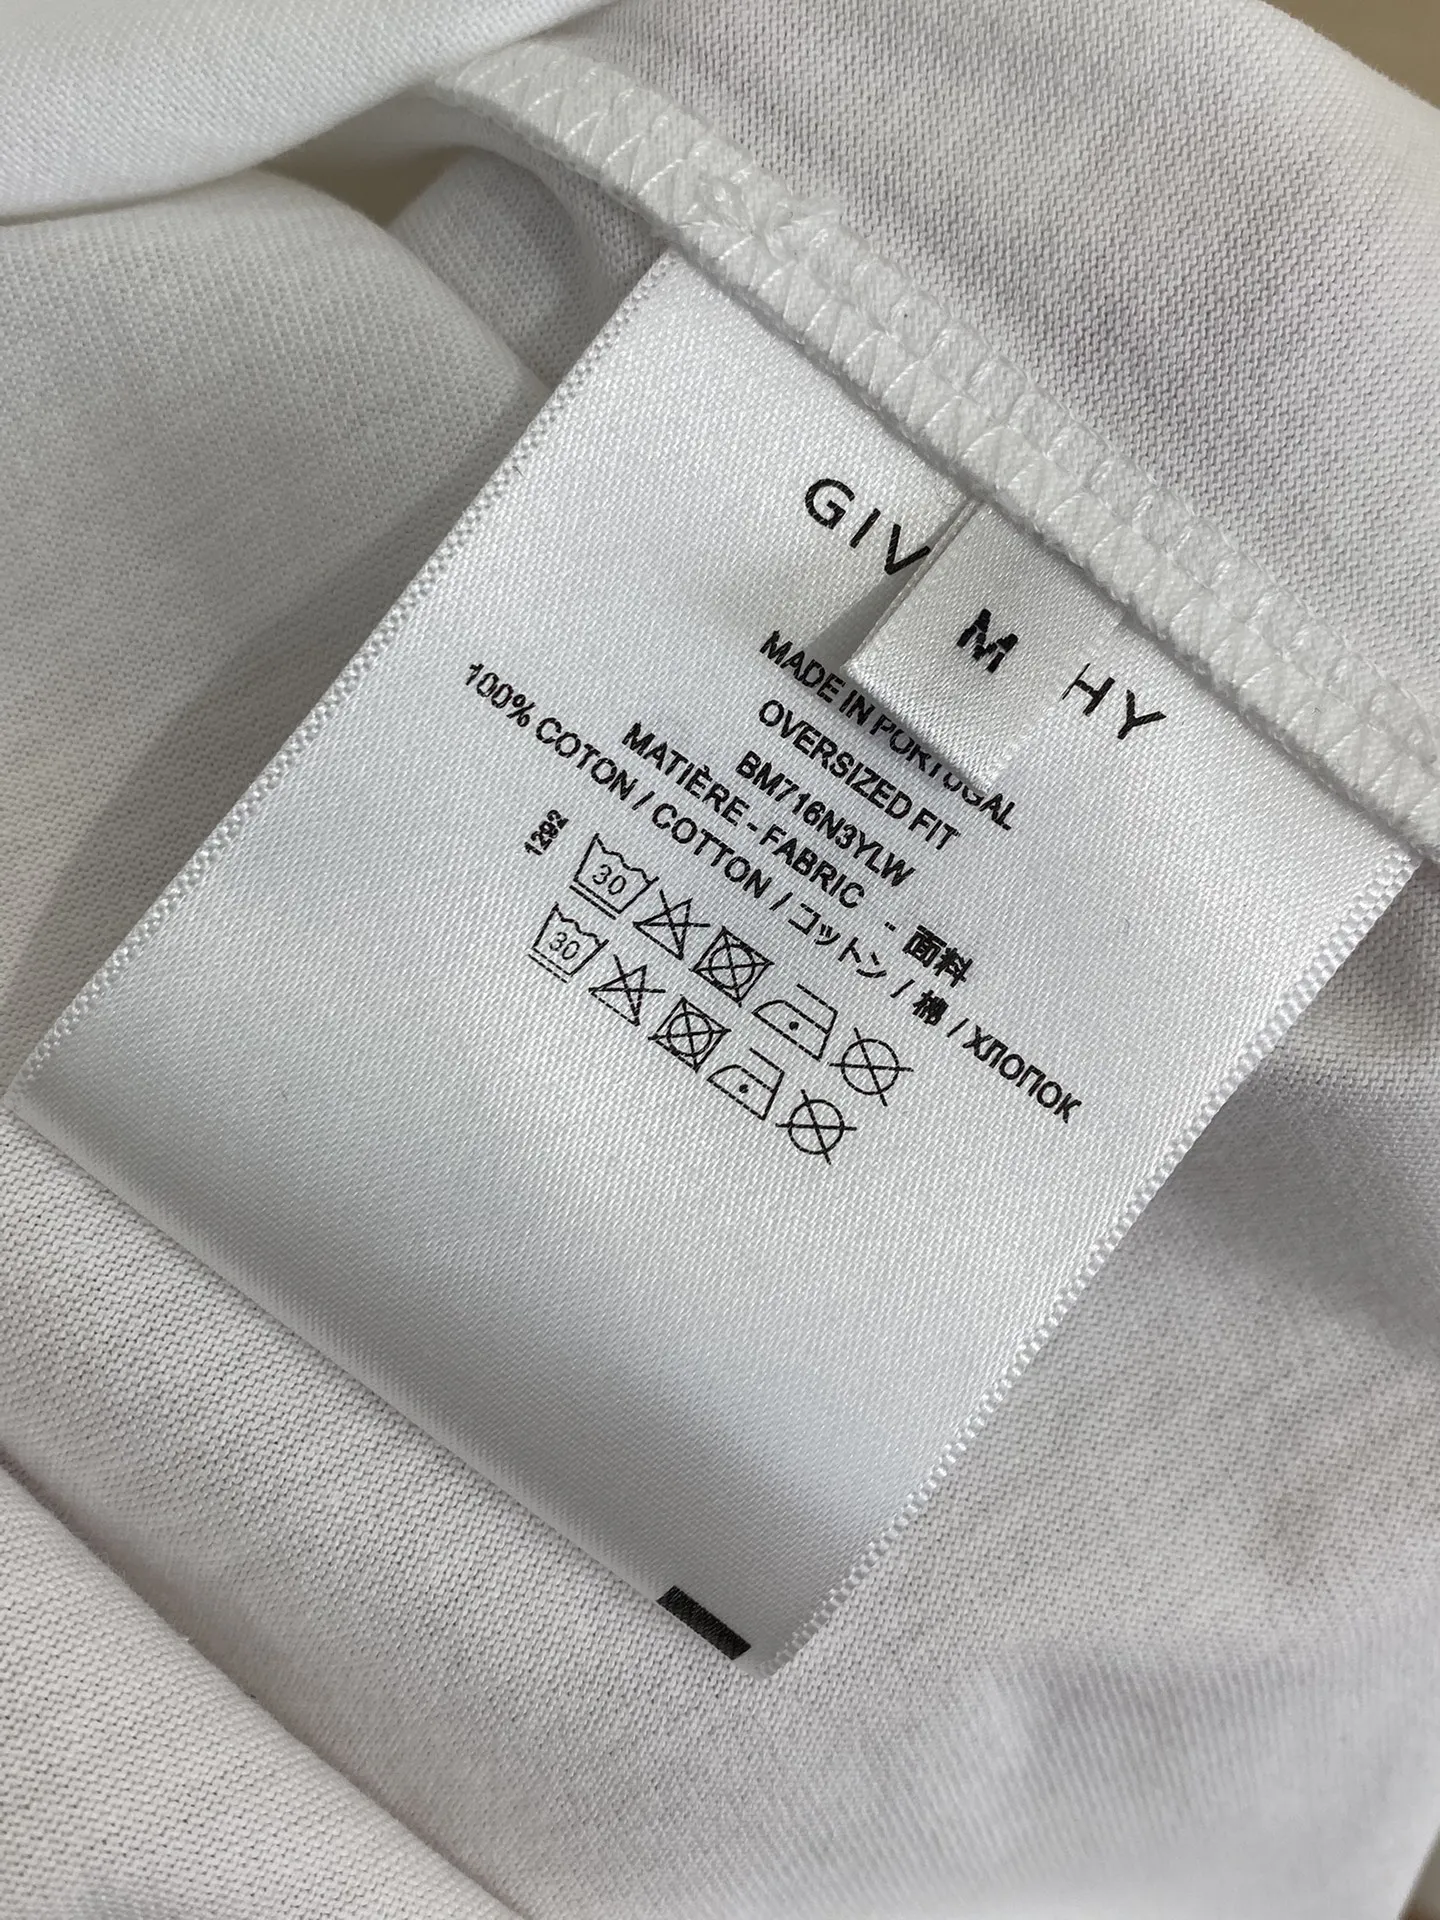 GIV HY
M
MADE IN PORTUGAL
OVERSIZED FIT
BM716N3YLW
MATIÈRE - FABRIC - 面料
100% COTON / COTTON / コットン / 棉 / ХЛОПОК
1292
30
30